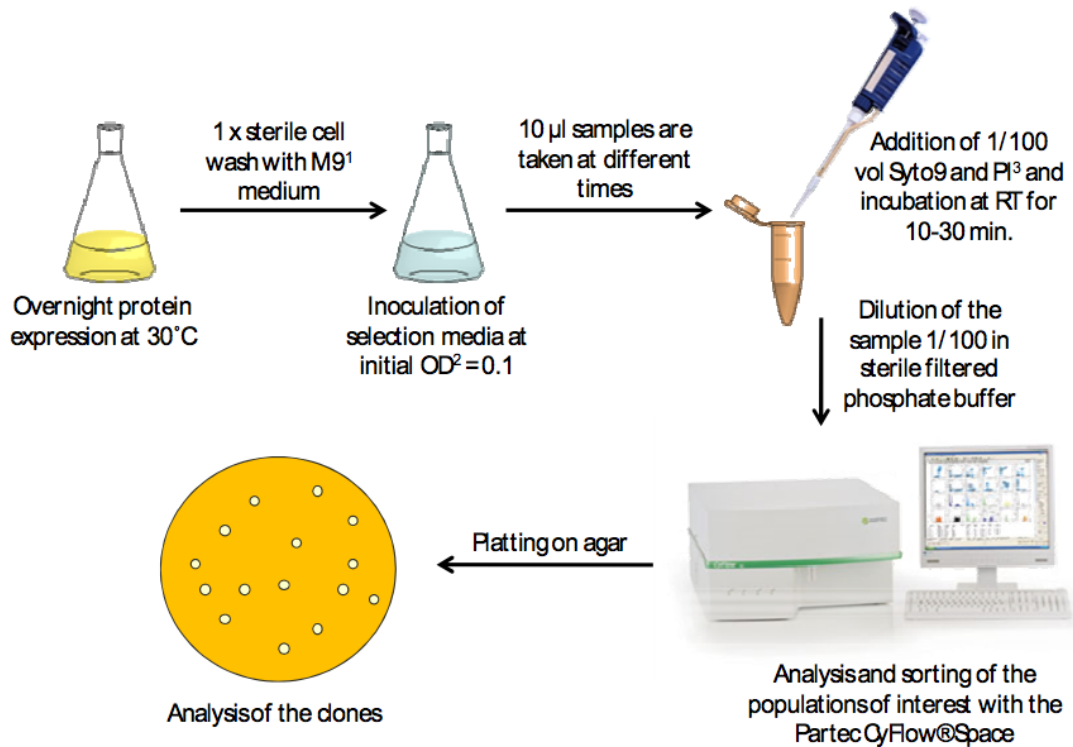 1 x sterile cell
wash with M9¹
medium
10 µl samples are
taken at different
times
Addition of 1/100
vol Syto9 and PI³ and
incubation at RT for
10-30 min.
Overnight protein
expression at 30°C
Inoculation of
selection media at
initial OD² = 0.1
Dilution of the
sample 1/100 in
sterile filtered
phosphate buffer
Platting on agar
Analysis of the clones
Analysis and sorting of the
populations of interest with the
Partec CyFlow®Space